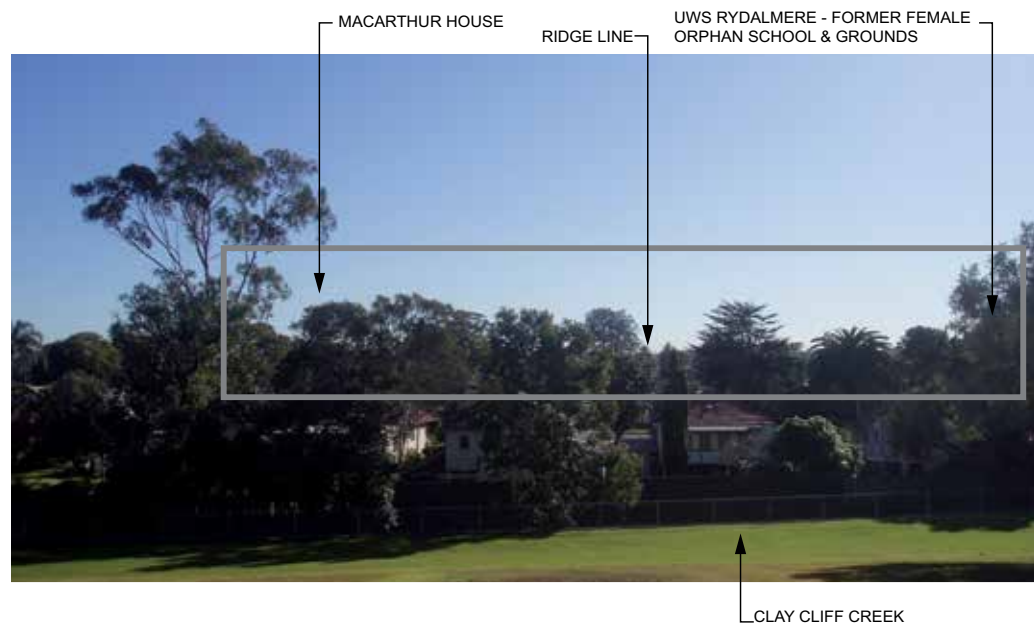 MACARTHUR HOUSE
RIDGE LINE
UWS RYDALMERE - FORMER FEMALE
ORPHAN SCHOOL & GROUNDS
CLAY CLIFF CREEK